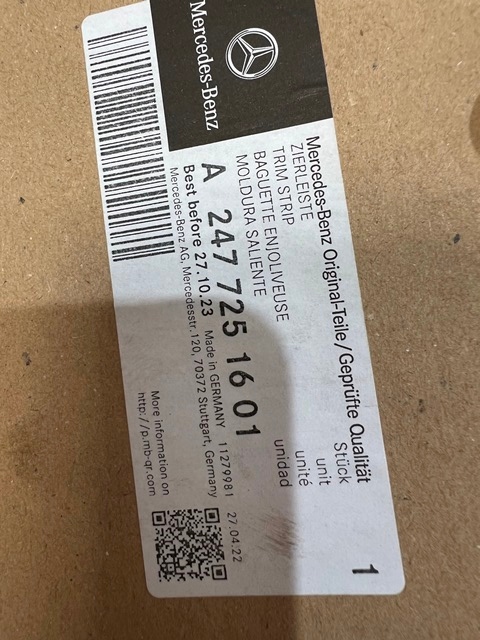 Mercedes-Benz
Mercedes-Benz Original-Teile/Geprüfte Qualität
ZIERLEISTE Stück 1
TRIM STRIP unit
BAGUETTE ENJOLIVEUSE unité
MOLDURA SALIENTE unidad
A 247 725 16 01
Best before 27.10.23 Made in GERMANY 11279981 27.04.22
Mercedes-Benz AG, Mercedesstr. 120, 70372 Stuttgart, Germany
More information on
http://p.mb-qr.com